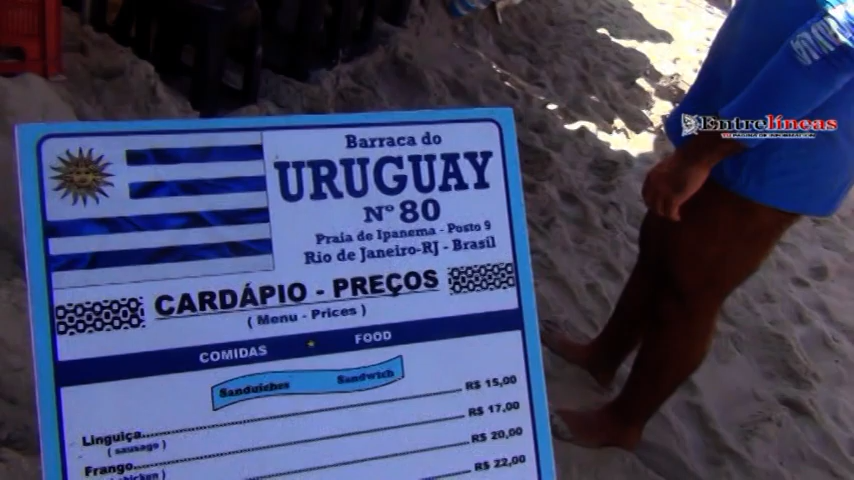 Barraca do
URUGUAY
Nº 80
Praia de Ipanema - Posto 9
Rio de Janeiro-RJ - Brasil
CARDÁPIO - PREÇOS
( Menu - Prices )
COMIDAS FOOD
Sanduiches Sandwich
Linguiça R$ 15,00
( sausage )
R$ 17,00
Frango R$ 20,00
( chicken )
R$ 22,00
Entrelíneas